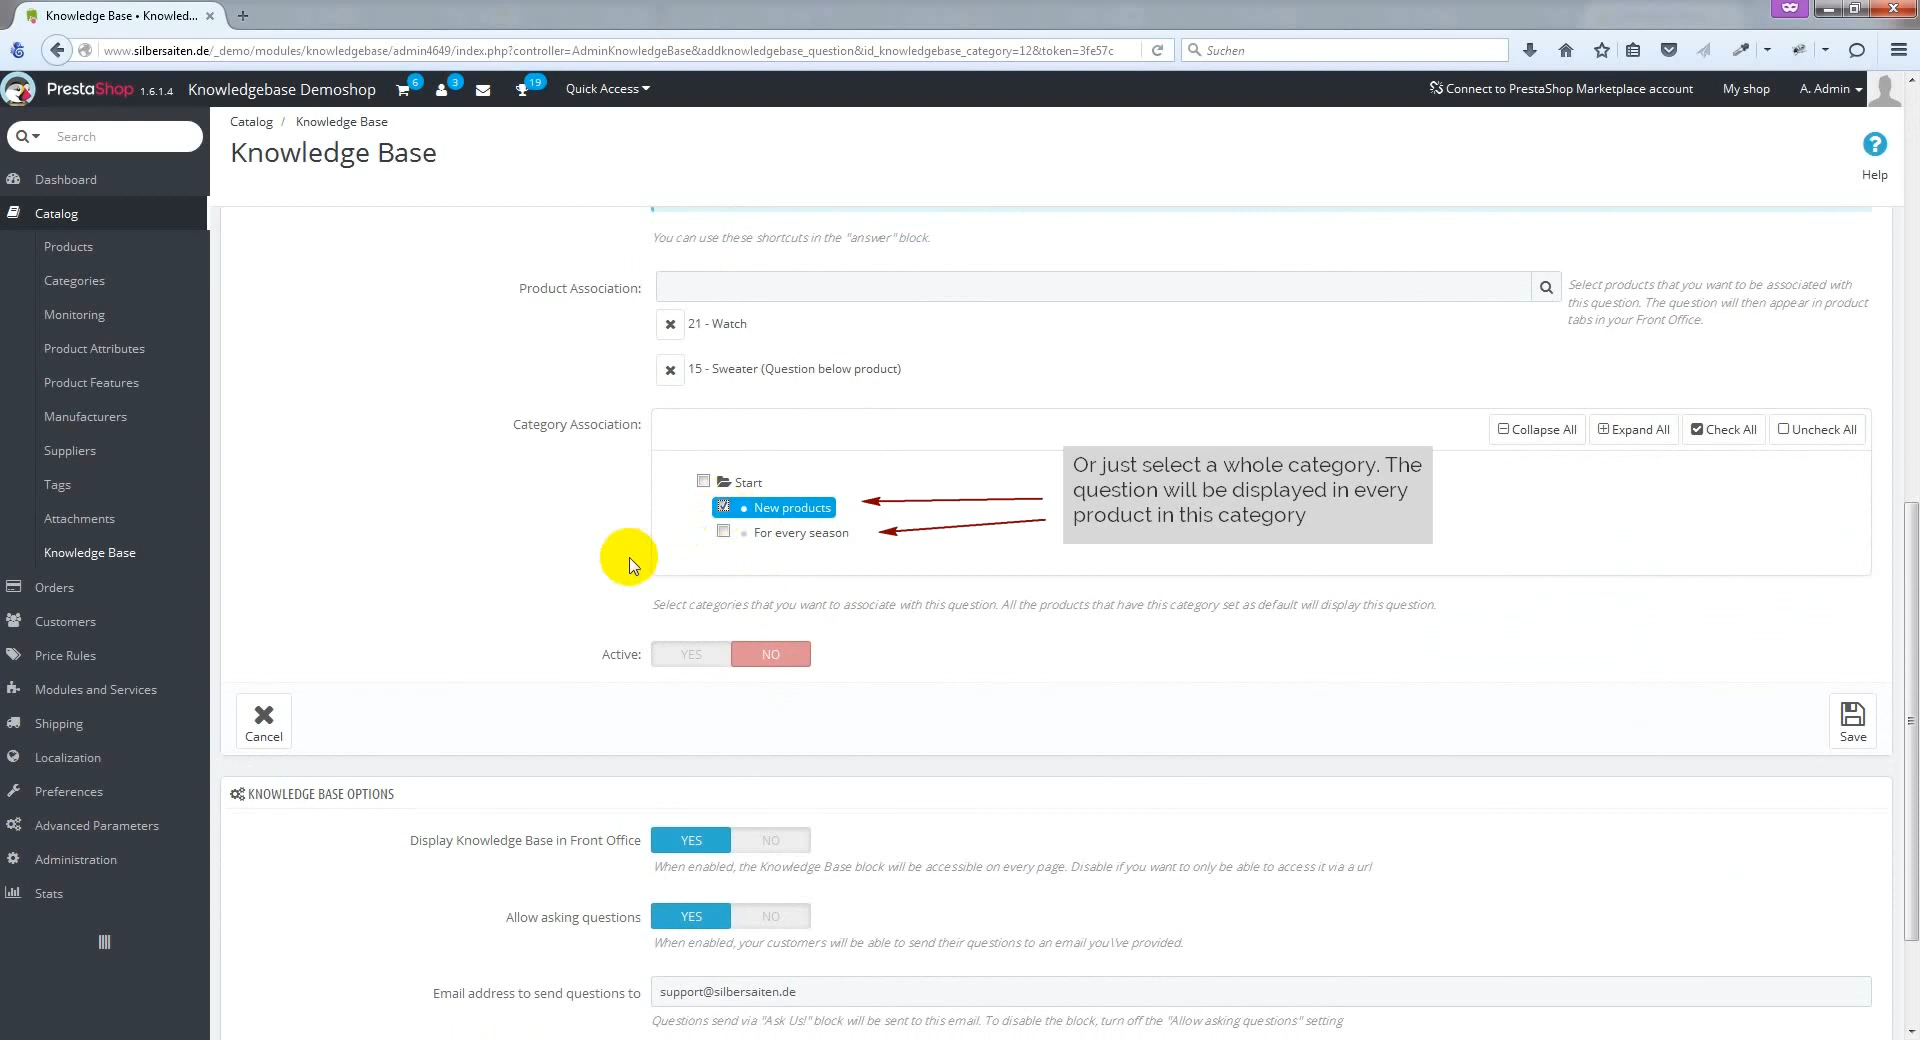 Knowledge Base • Knowled...
www.silbersaiten.de/_demo/modules/knowledgebase/admin4649/index.php?controller=AdminKnowledgeBase&addknowledgebase_question&id_knowledgebase_category=12&token=3fe57c
Suchen
PrestaShop 1.6.1.4 Knowledgebase Demoshop 6 3 19 Quick Access
Connect to PrestaShop Marketplace account My shop A. Admin
Search
Catalog / Knowledge Base
Knowledge Base
Help
Dashboard
Catalog
Products
Categories
Monitoring
Product Attributes
Product Features
Manufacturers
Suppliers
Tags
Attachments
Knowledge Base
Orders
Customers
Price Rules
Modules and Services
Shipping
Localization
Preferences
Advanced Parameters
Administration
Stats
You can use these shortcuts in the "answer" block.
Product Association:
Select products that you want to be associated with
this question. The question will then appear in product
tabs in your Front Office.
21 - Watch
15 - Sweater (Question below product)
Category Association:
Collapse All Expand All Check All Uncheck All
Start
New products
For every season
Or just select a whole category. The
question will be displayed in every
product in this category
Select categories that you want to associate with this question. All the products that have this category set as default will display this question.
Active: YES NO
Cancel
Save
KNOWLEDGE BASE OPTIONS
Display Knowledge Base in Front Office YES NO
When enabled, the Knowledge Base block will be accessible on every page. Disable if you want to only be able to access it via a url
Allow asking questions YES NO
When enabled, your customers will be able to send their questions to an email you\'ve provided.
Email address to send questions to support@silbersaiten.de
Questions send via "Ask Us!" block will be sent to this email. To disable the block, turn off the "Allow asking questions" setting